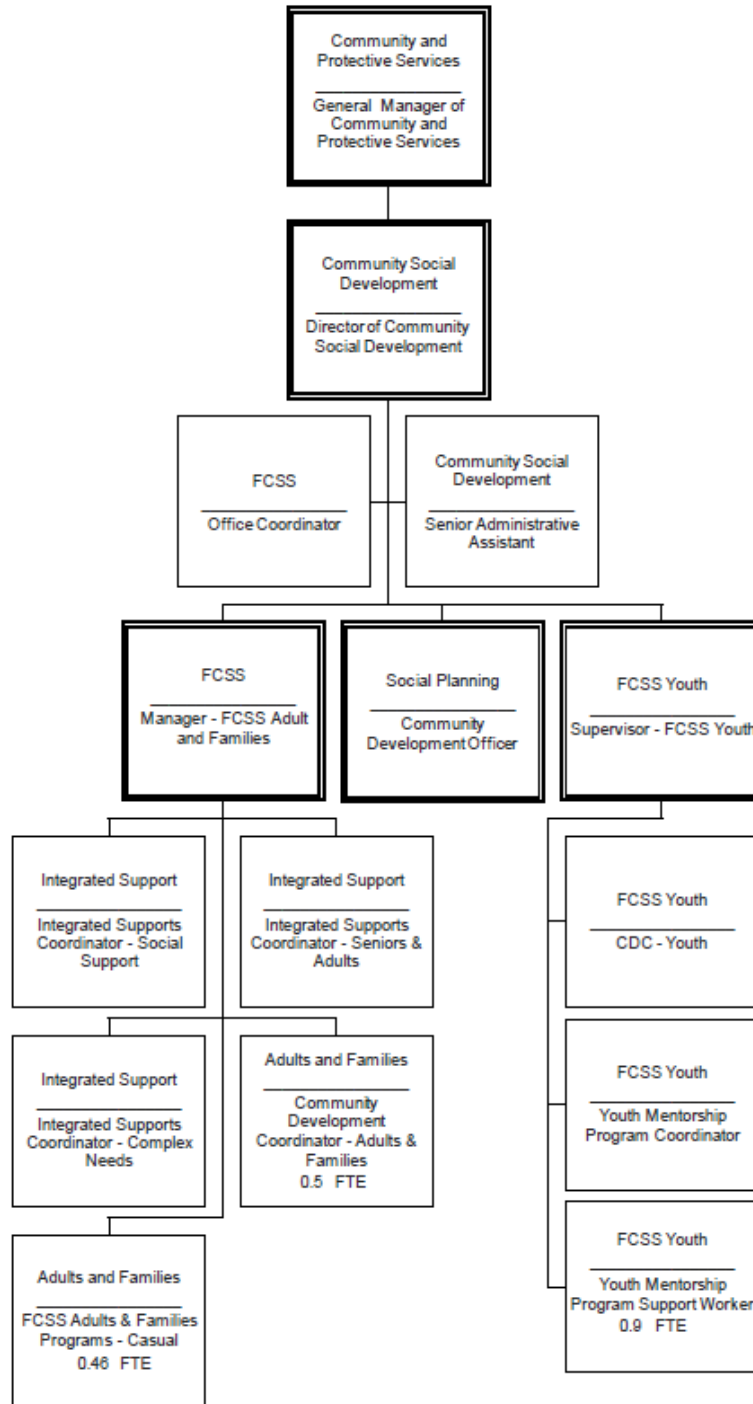 Community and
Protective Services
General Manager of
Community and
Protective Services
Community Social
Development
Director of Community
Social Development
FCSS
Office Coordinator
Community Social
Development
Senior Administrative
Assistant
FCSS
Manager - FCSS Adult
and Families
Social Planning
Community
Development Officer
FCSS Youth
Supervisor - FCSS Youth
Integrated Support
Integrated Supports
Coordinator - Social
Support
Integrated Support
Integrated Supports
Coordinator - Seniors &
Adults
FCSS Youth
CDC - Youth
Integrated Support
Integrated Supports
Coordinator - Complex
Needs
Adults and Families
Community
Development
Coordinator - Adults &
Families
0.5 FTE
FCSS Youth
Youth Mentorship
Program Coordinator
Adults and Families
FCSS Adults & Families
Programs - Casual
0.46 FTE
FCSS Youth
Youth Mentorship
Program Support Worker
0.9 FTE